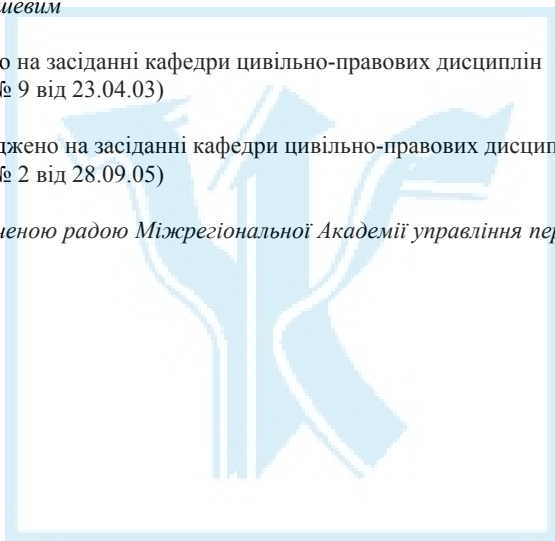 шевим
о на засіданні кафедри цивільно-правових дисциплін
№ 9 від 23.04.03)
джено на засіданні кафедри цивільно-правових дисцип
№ 2 від 28.09.05)
ченою радою Міжрегіональної Академії управління пер